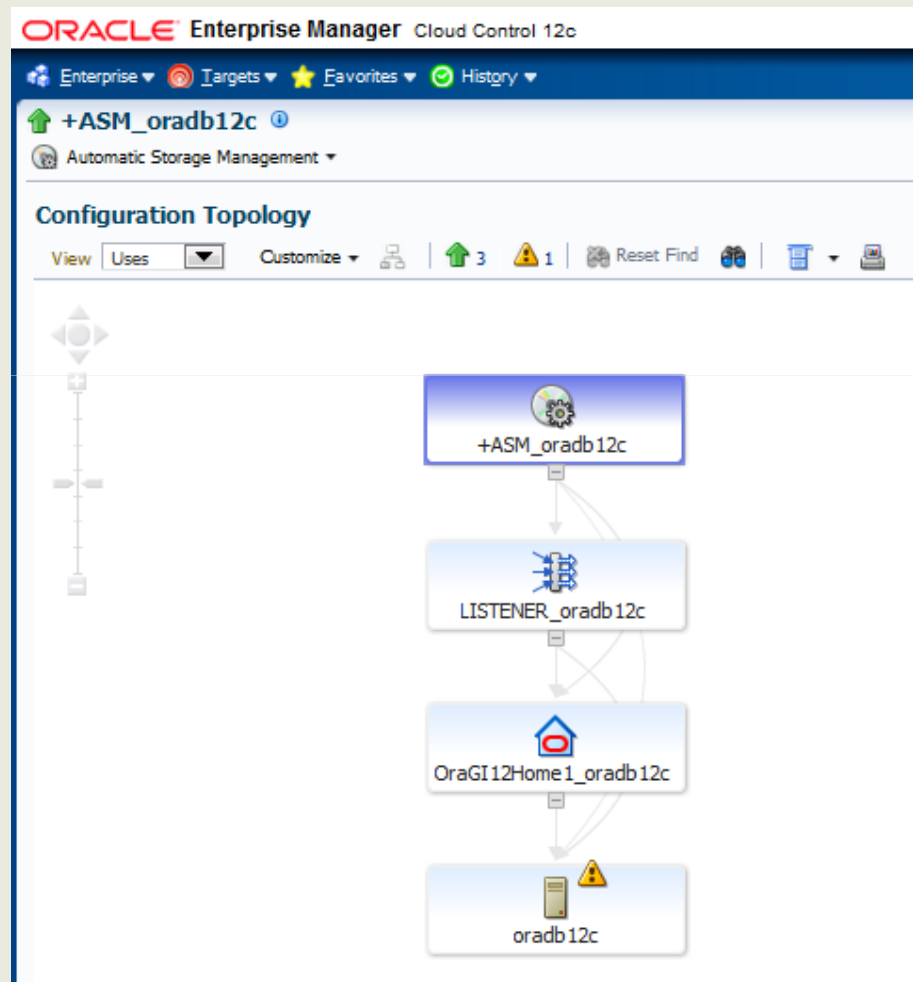 ORACLE Enterprise Manager Cloud Control 12c
Enterprise Targets Favorites History
+ASM_oradb12c
Automatic Storage Management
Configuration Topology
View Uses Customize 3 1 Reset Find
+ASM_oradb12c
LISTENER_oradb12c
OraGI12Home1_oradb12c
oradb12c